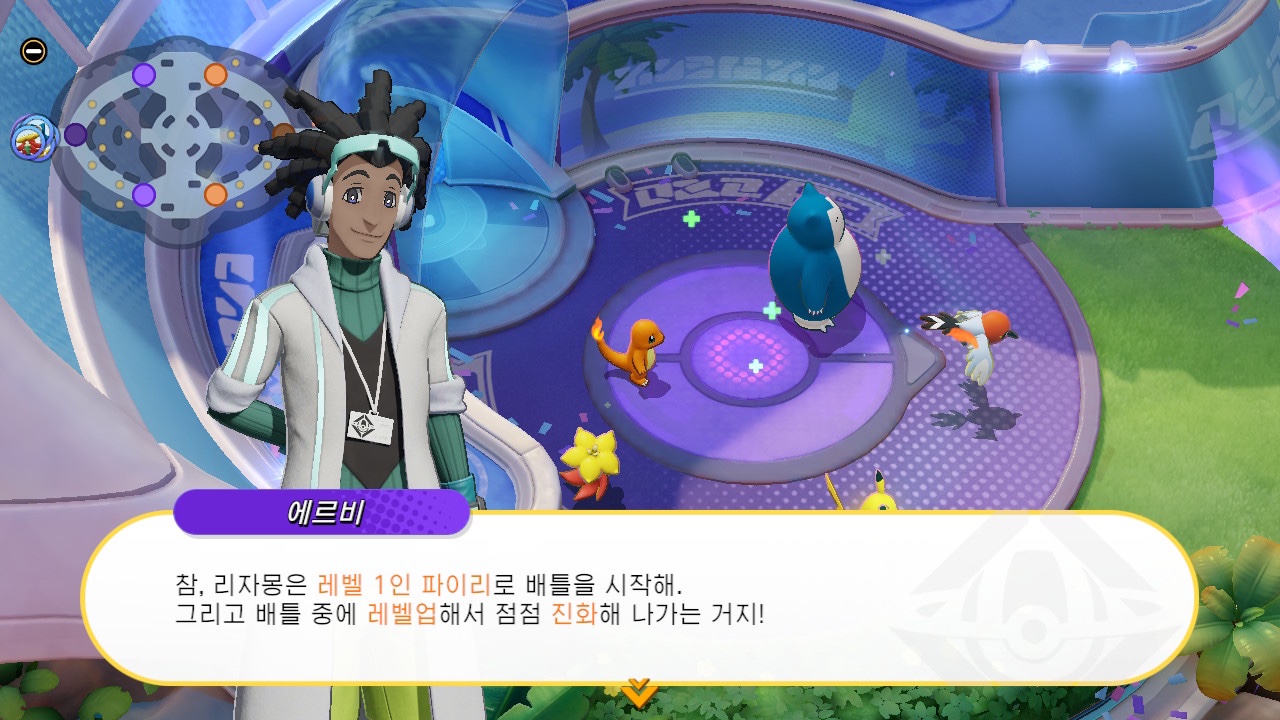 에르비
참, 리자몽은 레벨 1인 파이리로 배틀을 시작해.
그리고 배틀 중에 레벨업해서 점점 진화해 나가는 거지!